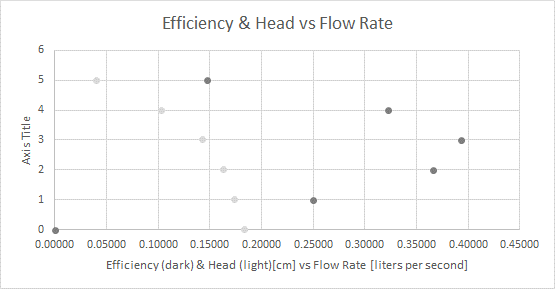 Efficiency & Head vs Flow Rate
6
5
4
3
2
1
0
Axis Title
0.00000 0.05000 0.10000 0.15000 0.20000 0.25000 0.30000 0.35000 0.40000 0.45000
Efficiency (dark) & Head (light)[cm] vs Flow Rate [liters per second]